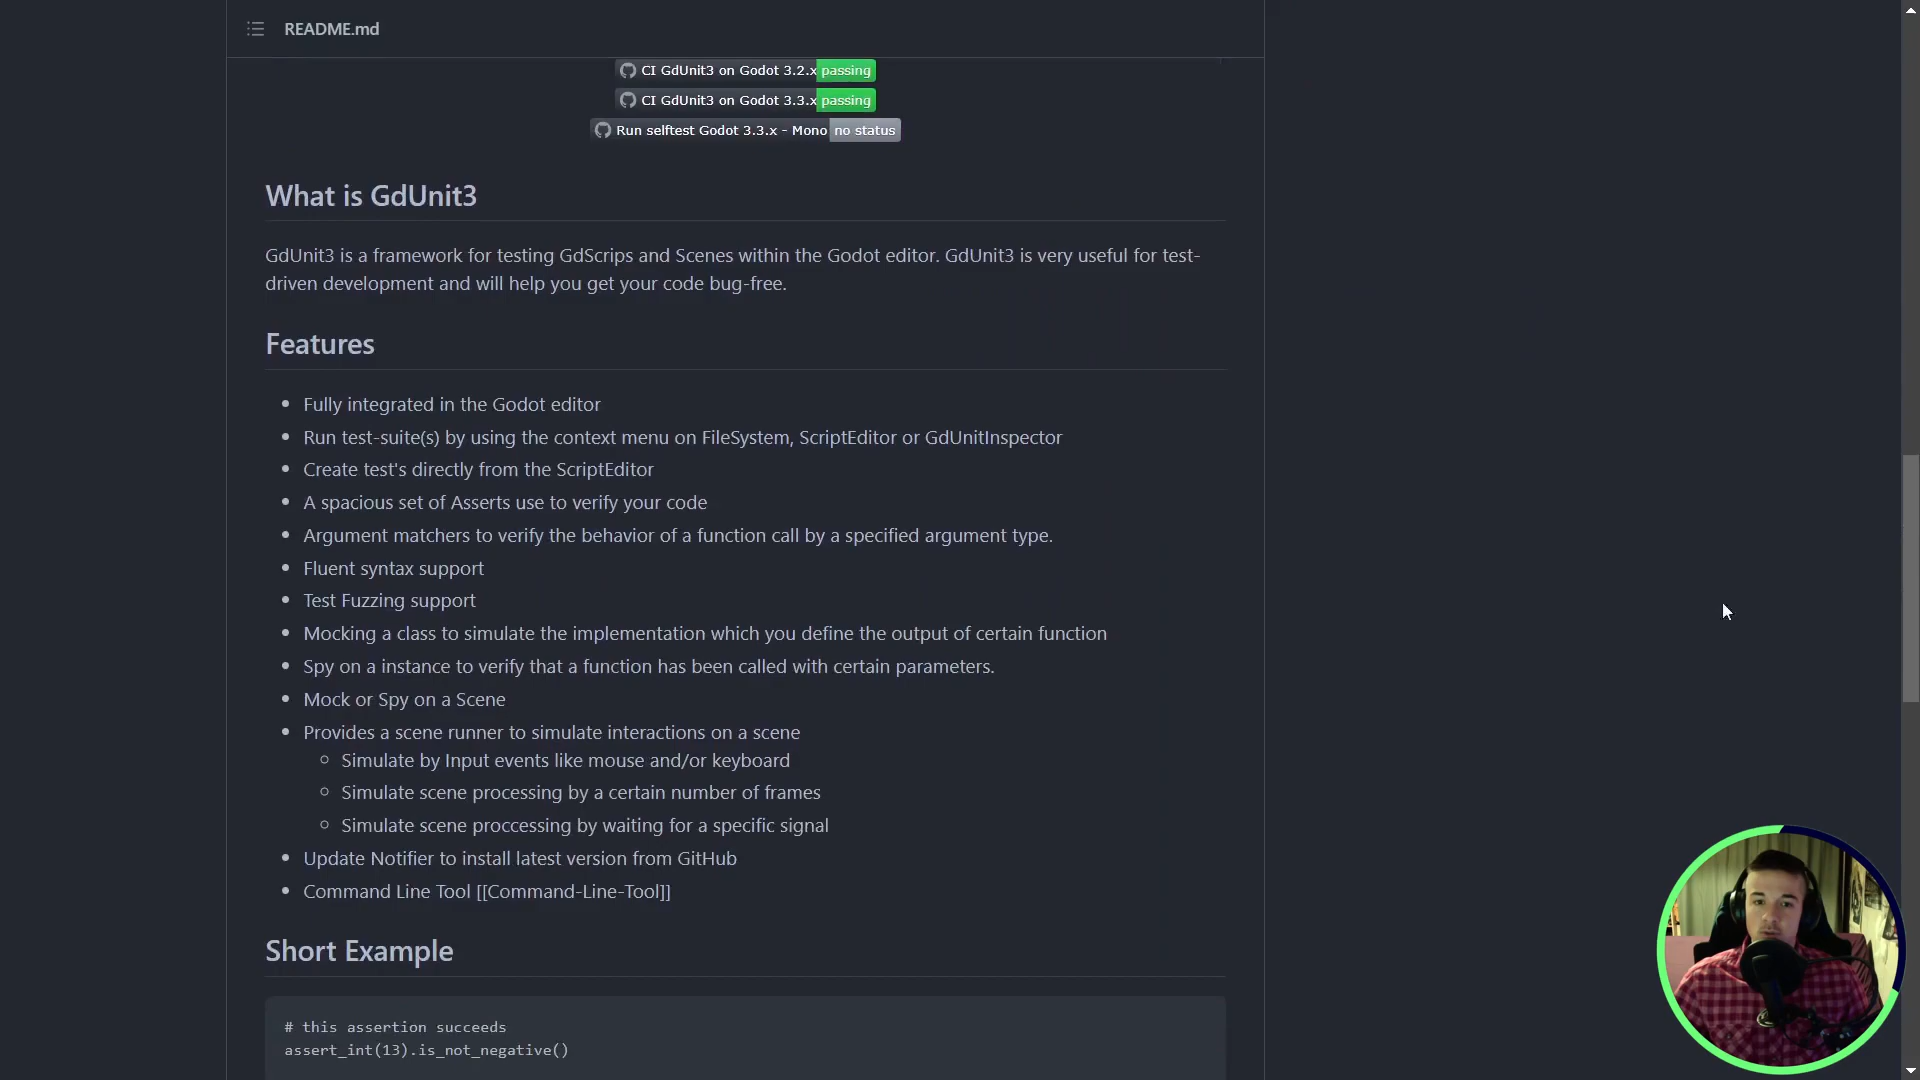 README.md
CI GdUnit3 on Godot 3.2.x passing
CI GdUnit3 on Godot 3.3.x passing
Run selftest Godot 3.3.x - Mono no status
What is GdUnit3
GdUnit3 is a framework for testing GdScrips and Scenes within the Godot editor. GdUnit3 is very useful for test-
driven development and will help you get your code bug-free.
Features
Fully integrated in the Godot editor
Run test-suite(s) by using the context menu on FileSystem, ScriptEditor or GdUnitInspector
Create test's directly from the ScriptEditor
A spacious set of Asserts use to verify your code
Argument matchers to verify the behavior of a function call by a specified argument type.
Fluent syntax support
Test Fuzzing support
Mocking a class to simulate the implementation which you define the output of certain function
Spy on a instance to verify that a function has been called with certain parameters.
Mock or Spy on a Scene
Provides a scene runner to simulate interactions on a scene
Simulate by Input events like mouse and/or keyboard
Simulate scene processing by a certain number of frames
Simulate scene proccessing by waiting for a specific signal
Update Notifier to install latest version from GitHub
Command Line Tool [[Command-Line-Tool]]
Short Example
# this assertion succeeds
assert_int(13).is_not_negative()